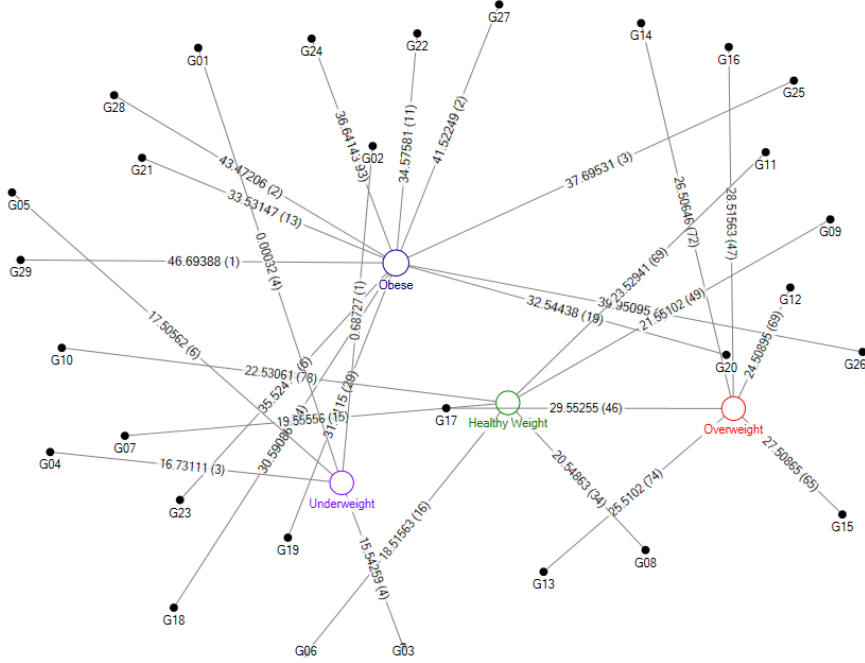 G27
G14
G22
G24
G01
G16
G25
G28
36.64143 93)
34.57581 (11)
41.52249 (2)
G02
G11
G21
43.47206 (2)
33.53147 (13)
37.69531 (3)
G05
26.50646 (72)
28.51563 (47)
G09
0.00032 (4)
46.69388 (1)
G29
23.52941 (69)
Obese
39.95095
21.55102 (49)
32.54438 (19)
G12
17.50562 (6)
0.68727 (1)
24.50895 (69)
G10
G20
G26
22.53061 (78)
35.524
(6)
(29)
19.55556 (15)
G17
29.55255 (46)
Healthy Weight
Overweight
G07
30.59086
G04
16.73111 (3)
20.54863 (34)
27.50865 (65)
25.5102 (74)
Underweight
G23
18.51563 (16)
G15
15.54259 (4)
G19
G08
G13
G18
G06
G03